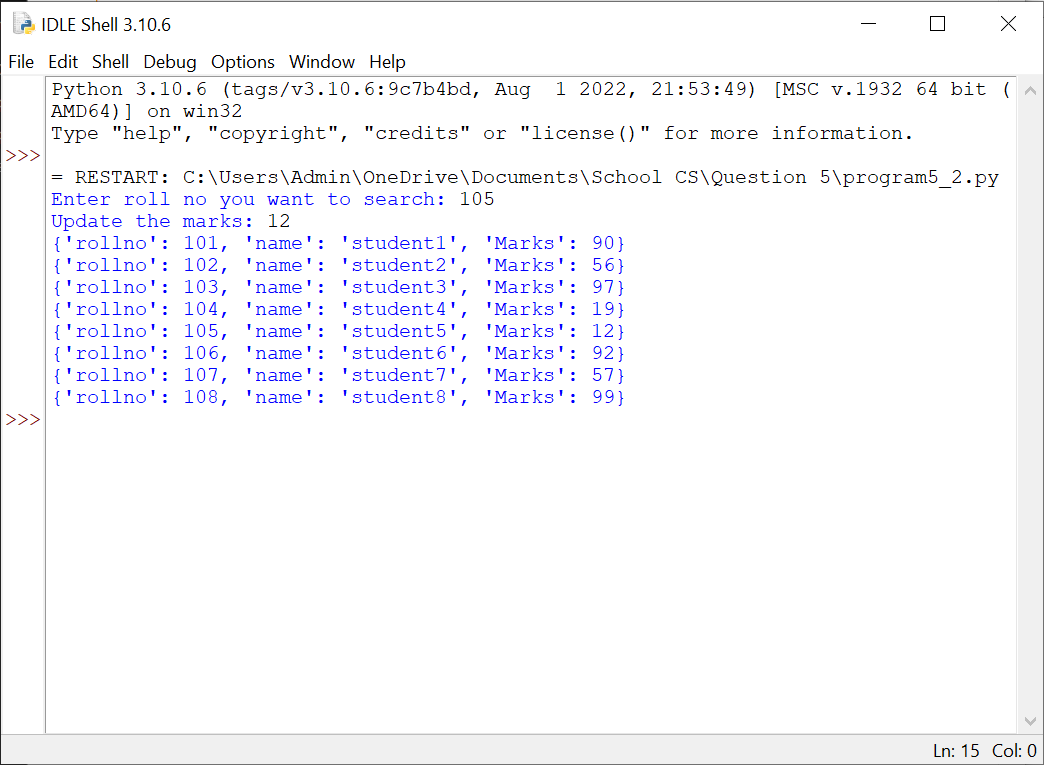 IDLE Shell 3.10.6
File Edit Shell Debug Options Window Help
Python 3.10.6 (tags/v3.10.6:9c7b4bd, Aug  1 2022, 21:53:49) [MSC v.1932 64 bit (
AMD64)] on win32
Type "help", "copyright", "credits" or "license()" for more information.
>>>
= RESTART: C:\Users\Admin\OneDrive\Documents\School CS\Question 5\program5_2.py
Enter roll no you want to search: 105
Update the marks: 12
{'rollno': 101, 'name': 'student1', 'Marks': 90}
{'rollno': 102, 'name': 'student2', 'Marks': 56}
{'rollno': 103, 'name': 'student3', 'Marks': 97}
{'rollno': 104, 'name': 'student4', 'Marks': 19}
{'rollno': 105, 'name': 'student5', 'Marks': 12}
{'rollno': 106, 'name': 'student6', 'Marks': 92}
{'rollno': 107, 'name': 'student7', 'Marks': 57}
{'rollno': 108, 'name': 'student8', 'Marks': 99}
>>>
Ln: 15 Col: 0